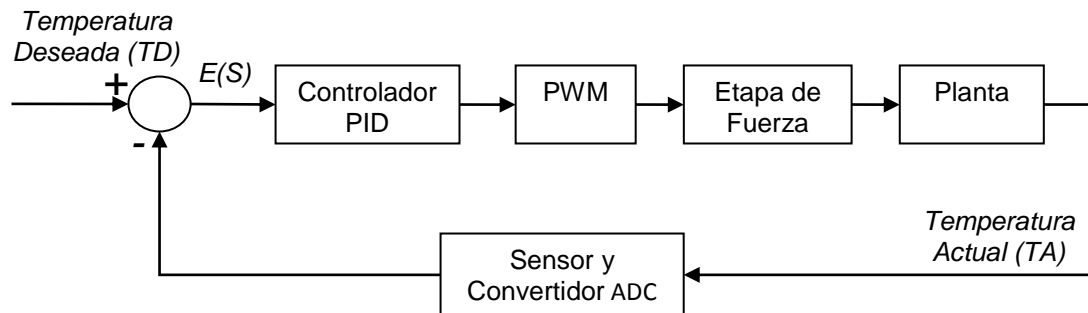 Temperatura
Deseada (TD)
+
E(S)
-
Controlador
PID
PWM
Etapa de
Fuerza
Planta
Temperatura
Actual (TA)
Sensor y
Convertidor ADC